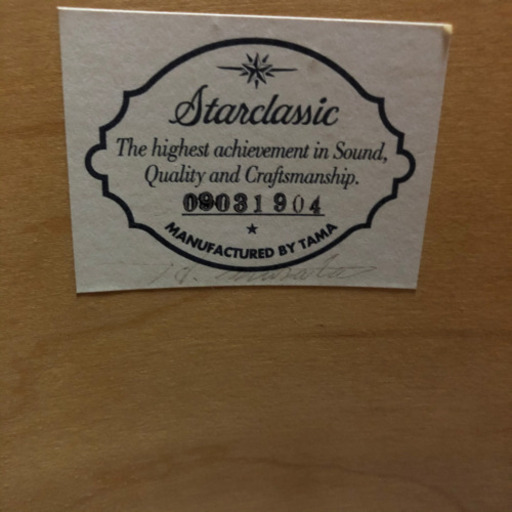 Starclassic
The highest achievement in Sound,
Quality and Craftsmanship.
09031904
MANUFACTURED BY TAMA